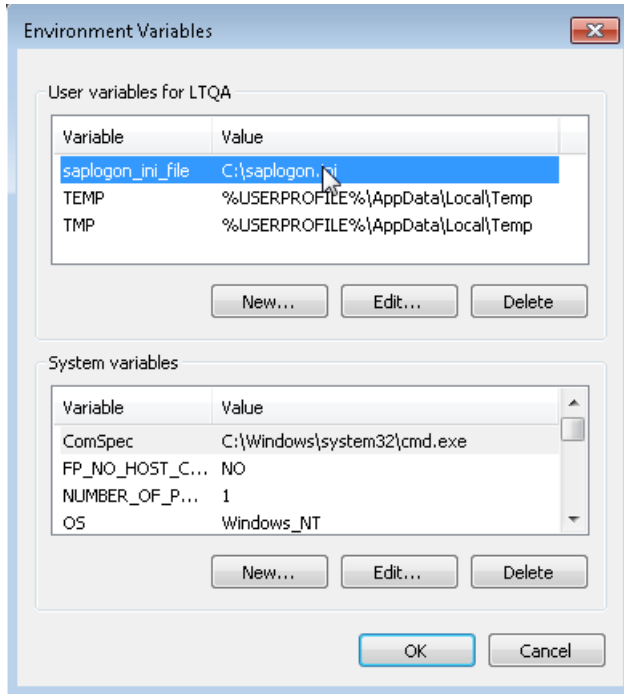 Environment Variables
User variables for LTQA
Variable Value
saplogon_ini_file C:\saplogon.ini
TEMP %USERPROFILE%\AppData\Local\Temp
TMP %USERPROFILE%\AppData\Local\Temp
New... Edit... Delete
System variables
Variable Value
ComSpec C:\Windows\system32\cmd.exe
FP_NO_HOST_C... NO
NUMBER_OF_P... 1
OS Windows_NT
New... Edit... Delete
OK Cancel